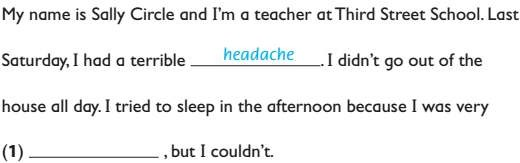 My name is Sally Circle and I'm a teacher at Third Street School. Last
Saturday, I had a terrible headache. I didn't go out of the
house all day. I tried to sleep in the afternoon because I was very
(1) ____________ , but I couldn't.